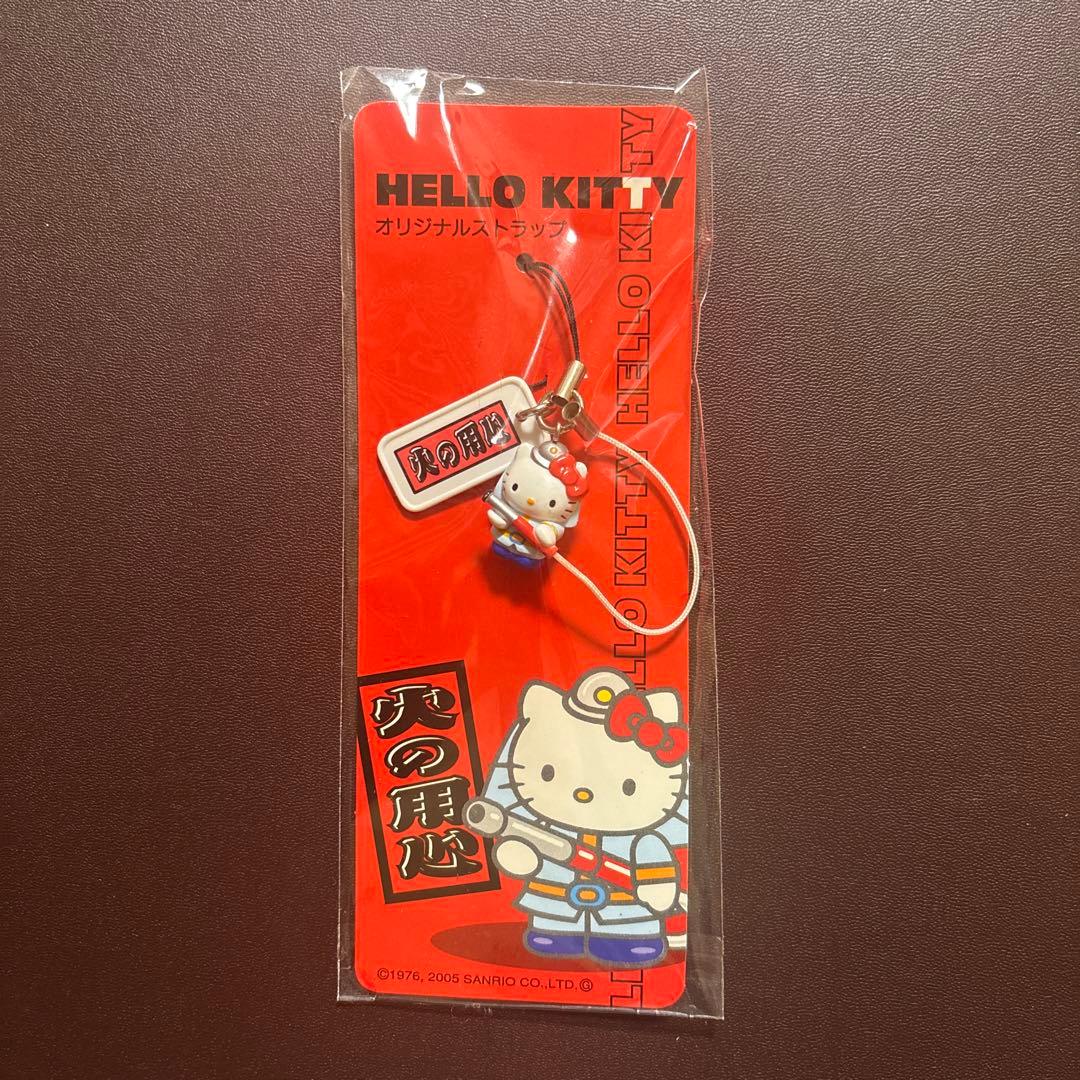 HELLO KITTY
オリジナルストラップ
HELLO KITTY HELLO KITTY
火の用心
火の用心
©1976, 2005 SANRIO CO.,LTD.Ⓖ